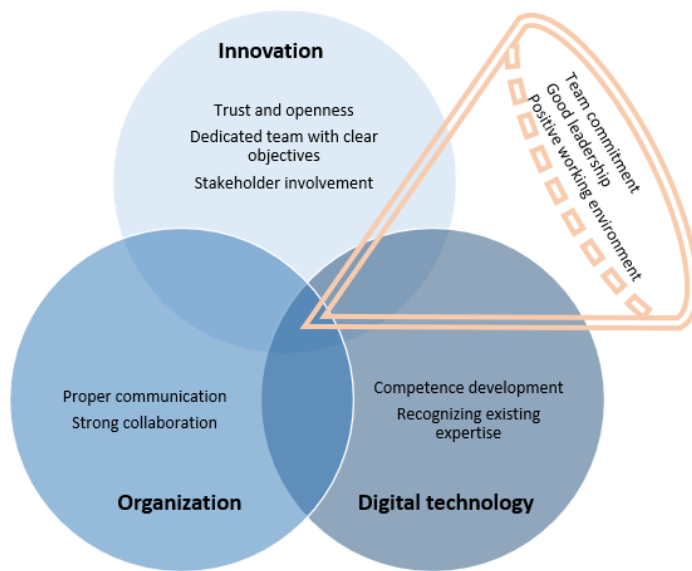 Innovation
Trust and openness
Dedicated team with clear
objectives
Stakeholder involvement
Team commitment
Good leadership
Positive working environment
Proper communication
Strong collaboration
Organization
Competence development
Recognizing existing
expertise
Digital technology